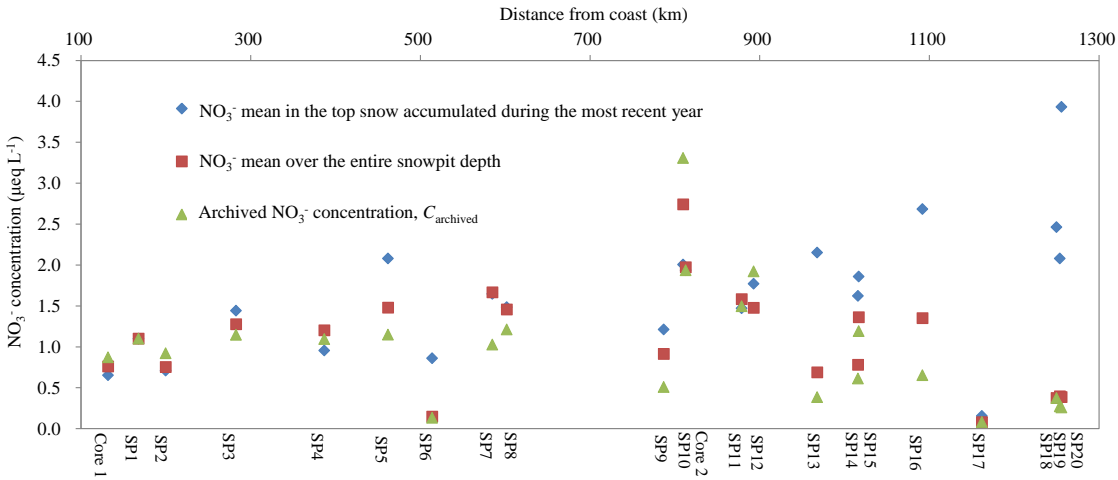 Distance from coast (km)
100 300 500 700 900 1100 1300
4.5
4.0
3.5
3.0
2.5
2.0
1.5
1.0
0.5
0.0
NO₃⁻ concentration (μeq L⁻¹)
NO₃⁻ mean in the top snow accumulated during the most recent year
NO₃⁻ mean over the entire snowpit depth
Archived NO₃⁻ concentration, C_archived
Core 1
SP1
SP2
SP3
SP4
SP5
SP6
SP7
SP8
SP9
SP10
Core 2
SP11
SP12
SP13
SP14
SP15
SP16
SP17
SP18
SP19
SP20